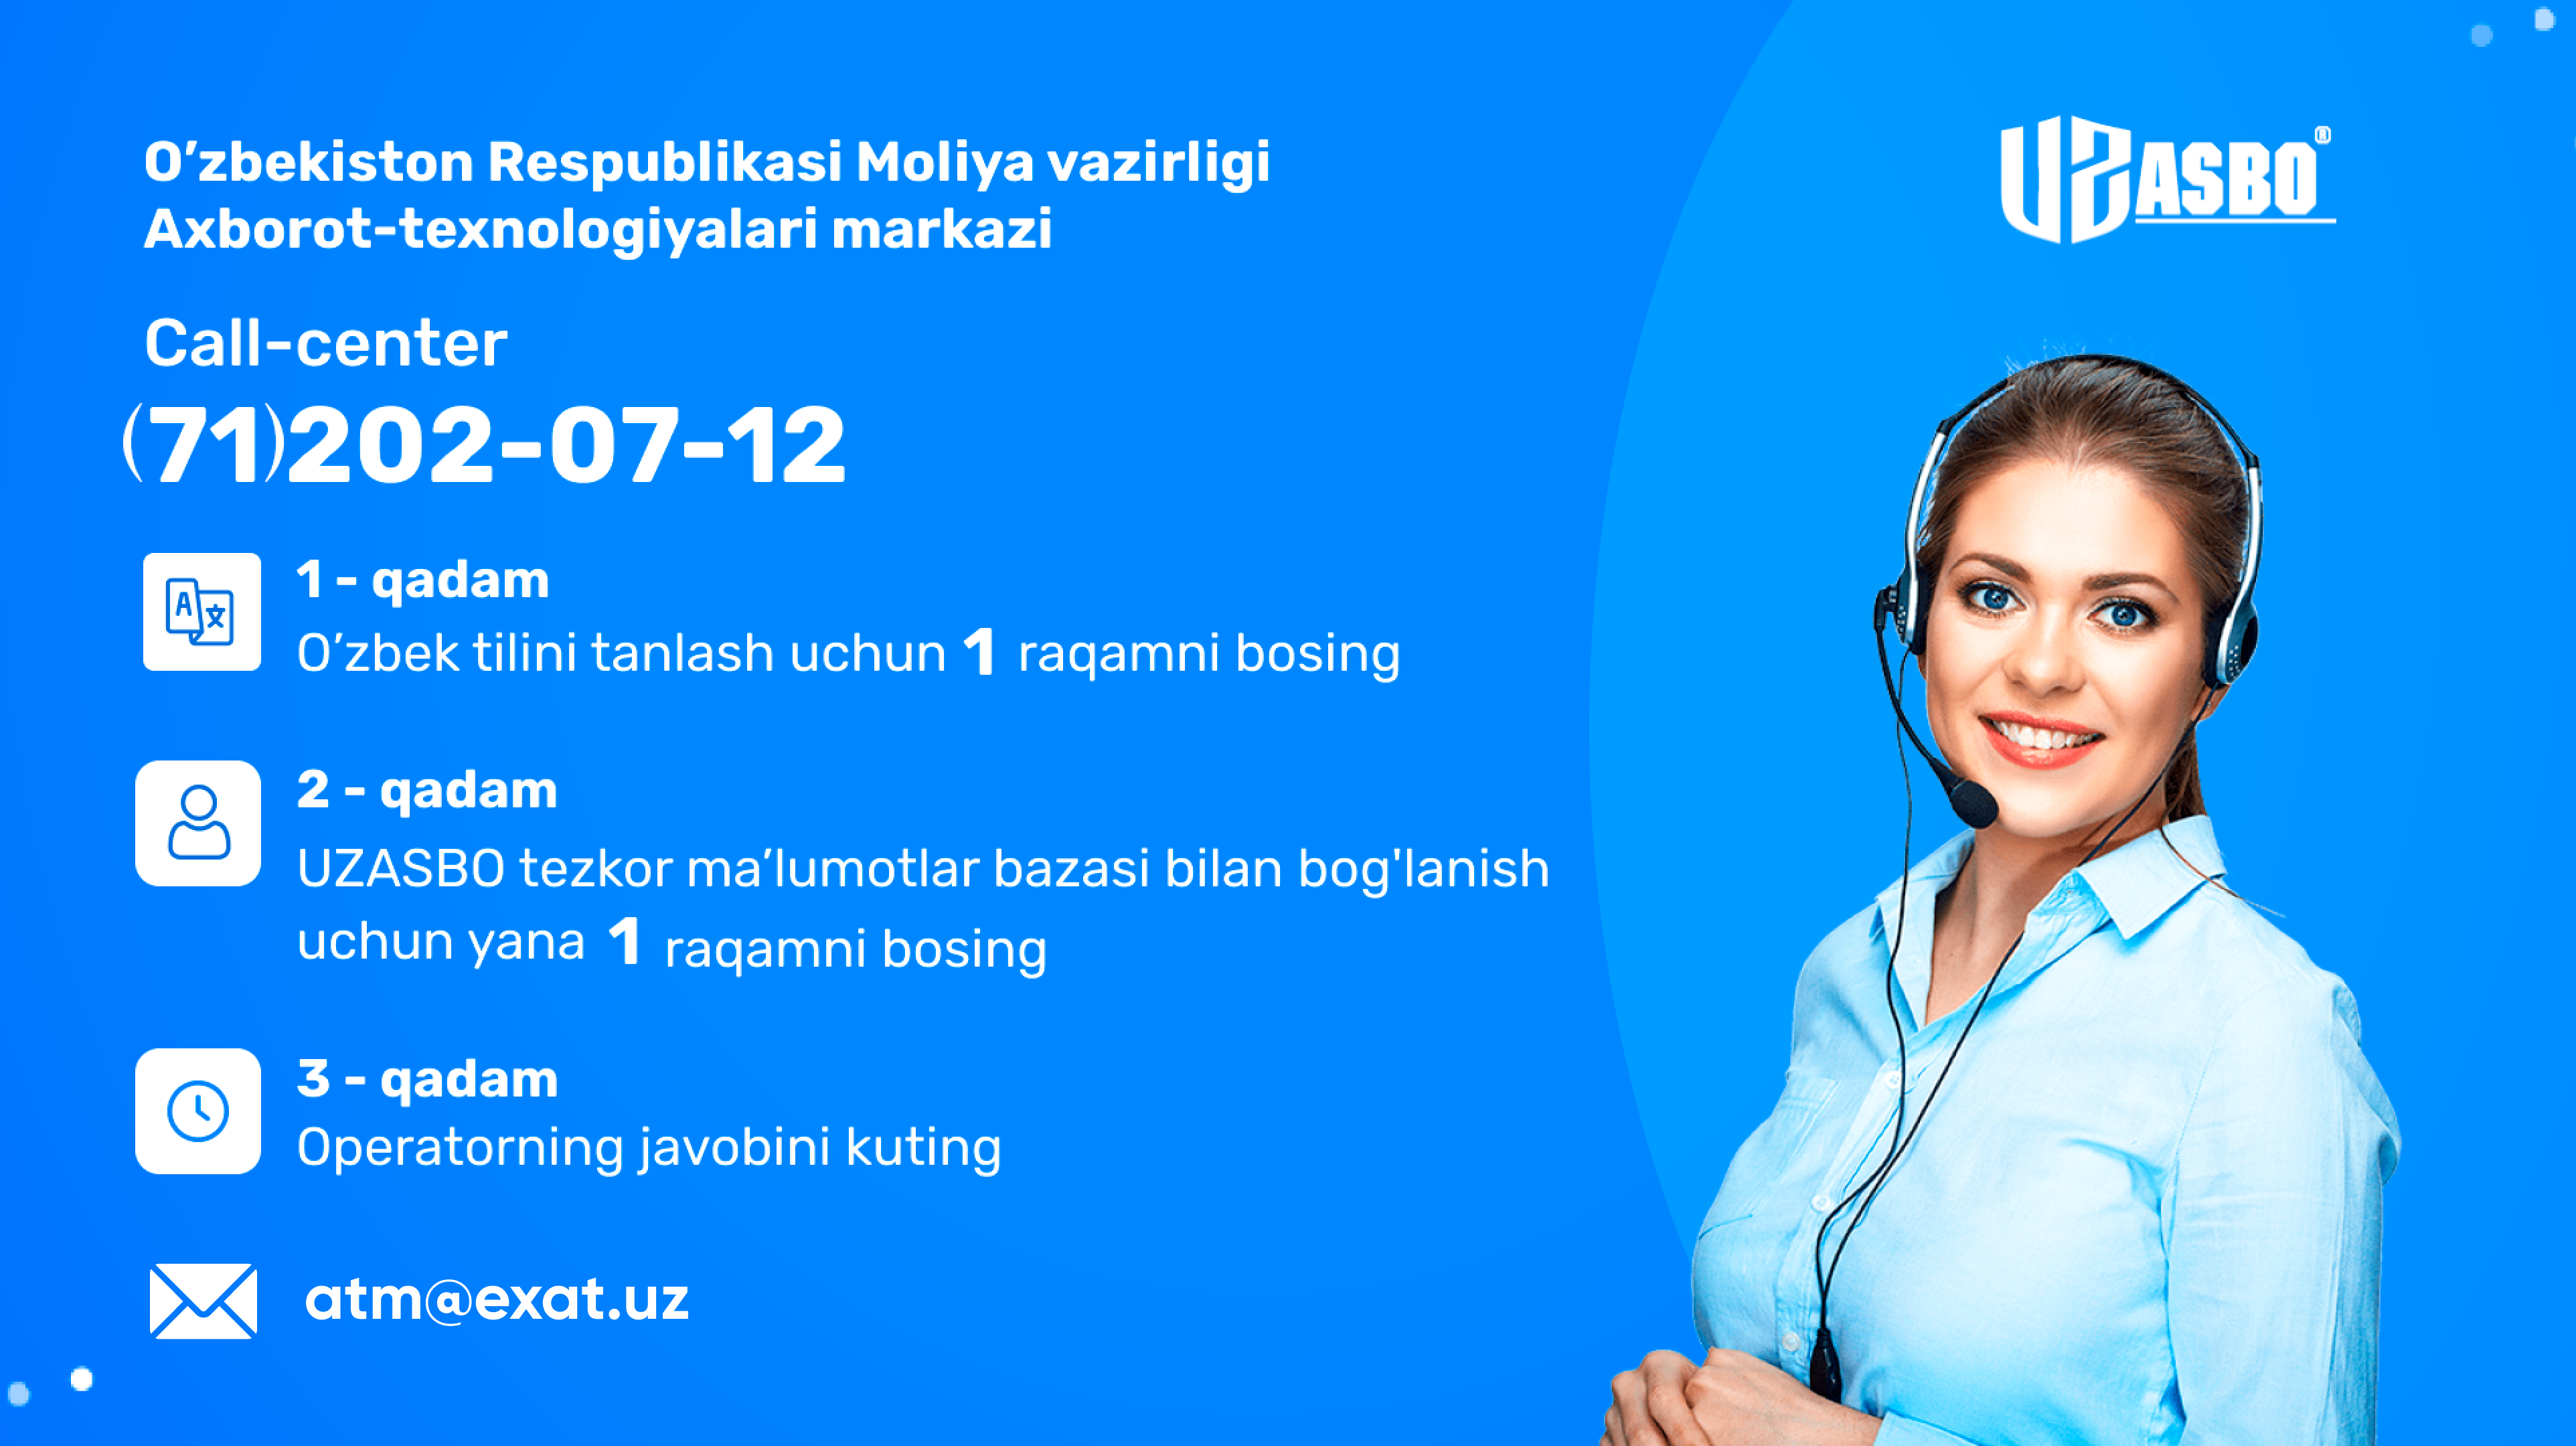 O’zbekiston Respublikasi Moliya vazirligi
Axborot-texnologiyalari markazi
UZASBO®
Call-center
(71)202-07-12
1 - qadam
O’zbek tilini tanlash uchun 1 raqamni bosing
2 - qadam
UZASBO tezkor ma’lumotlar bazasi bilan bog'lanish
uchun yana 1 raqamni bosing
3 - qadam
Operatorning javobini kuting
atm@exat.uz